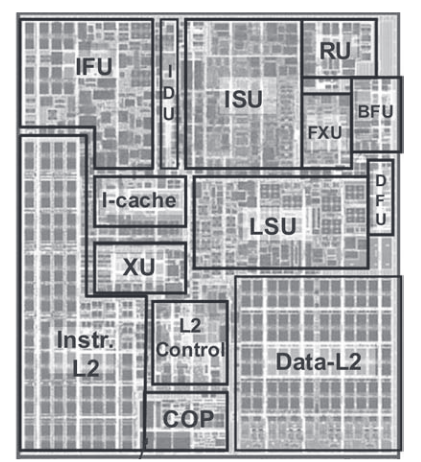 IFU
I
D
U
ISU
RU
FXU
BFU
I-cache
LSU
D
F
U
XU
Instr.
L2
L2
Control
Data-L2
COP